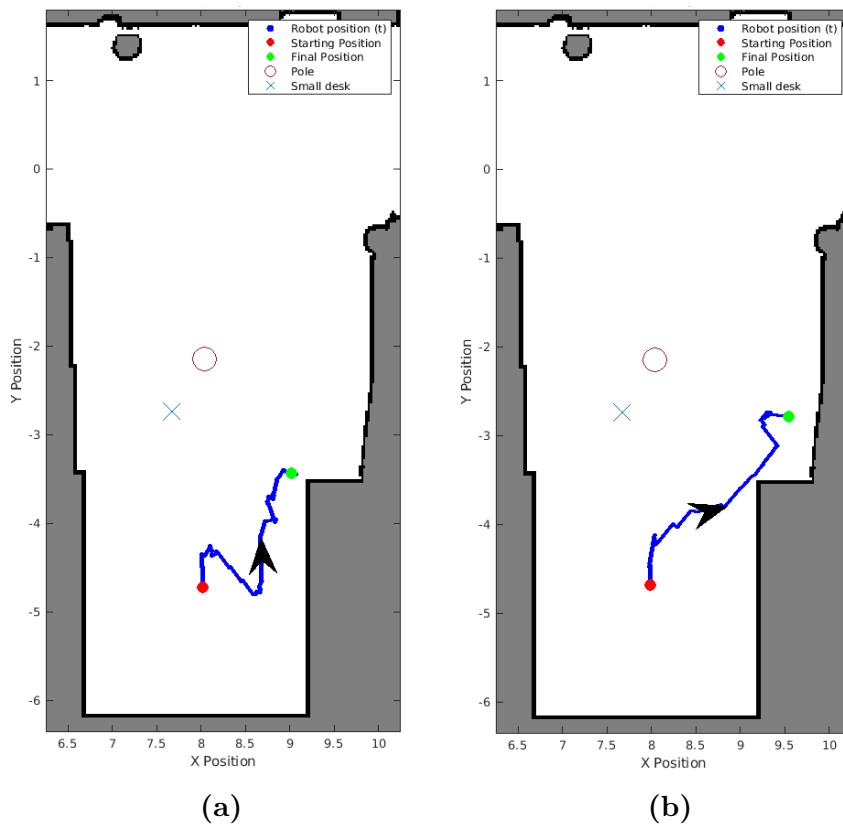 Robot position (t)
Starting Position
Final Position
Pole
Small desk
1
0
-1
-2
-3
-4
-5
-6
Y Position
6.5 7 7.5 8 8.5 9 9.5 10
X Position
(a)
Robot position (t)
Starting Position
Final Position
Pole
Small desk
1
0
-1
-2
-3
-4
-5
-6
Y Position
6.5 7 7.5 8 8.5 9 9.5 10
X Position
(b)